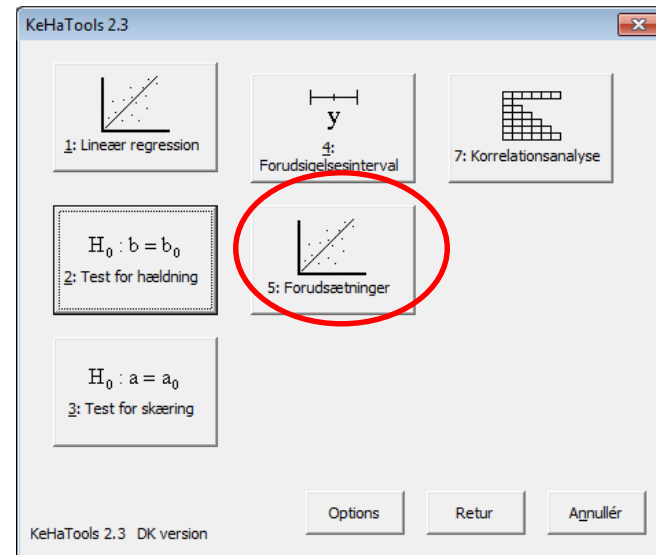 KeHaTools 2.3
1: Lineær regression
y
4:
Forudsigelsesinterval
7: Korrelationsanalyse
H₀ : b = b₀
2: Test for hældning
5: Forudsætninger
H₀ : a = a₀
3: Test for skæring
Options
Retur
Annullér
KeHaTools 2.3 DK version